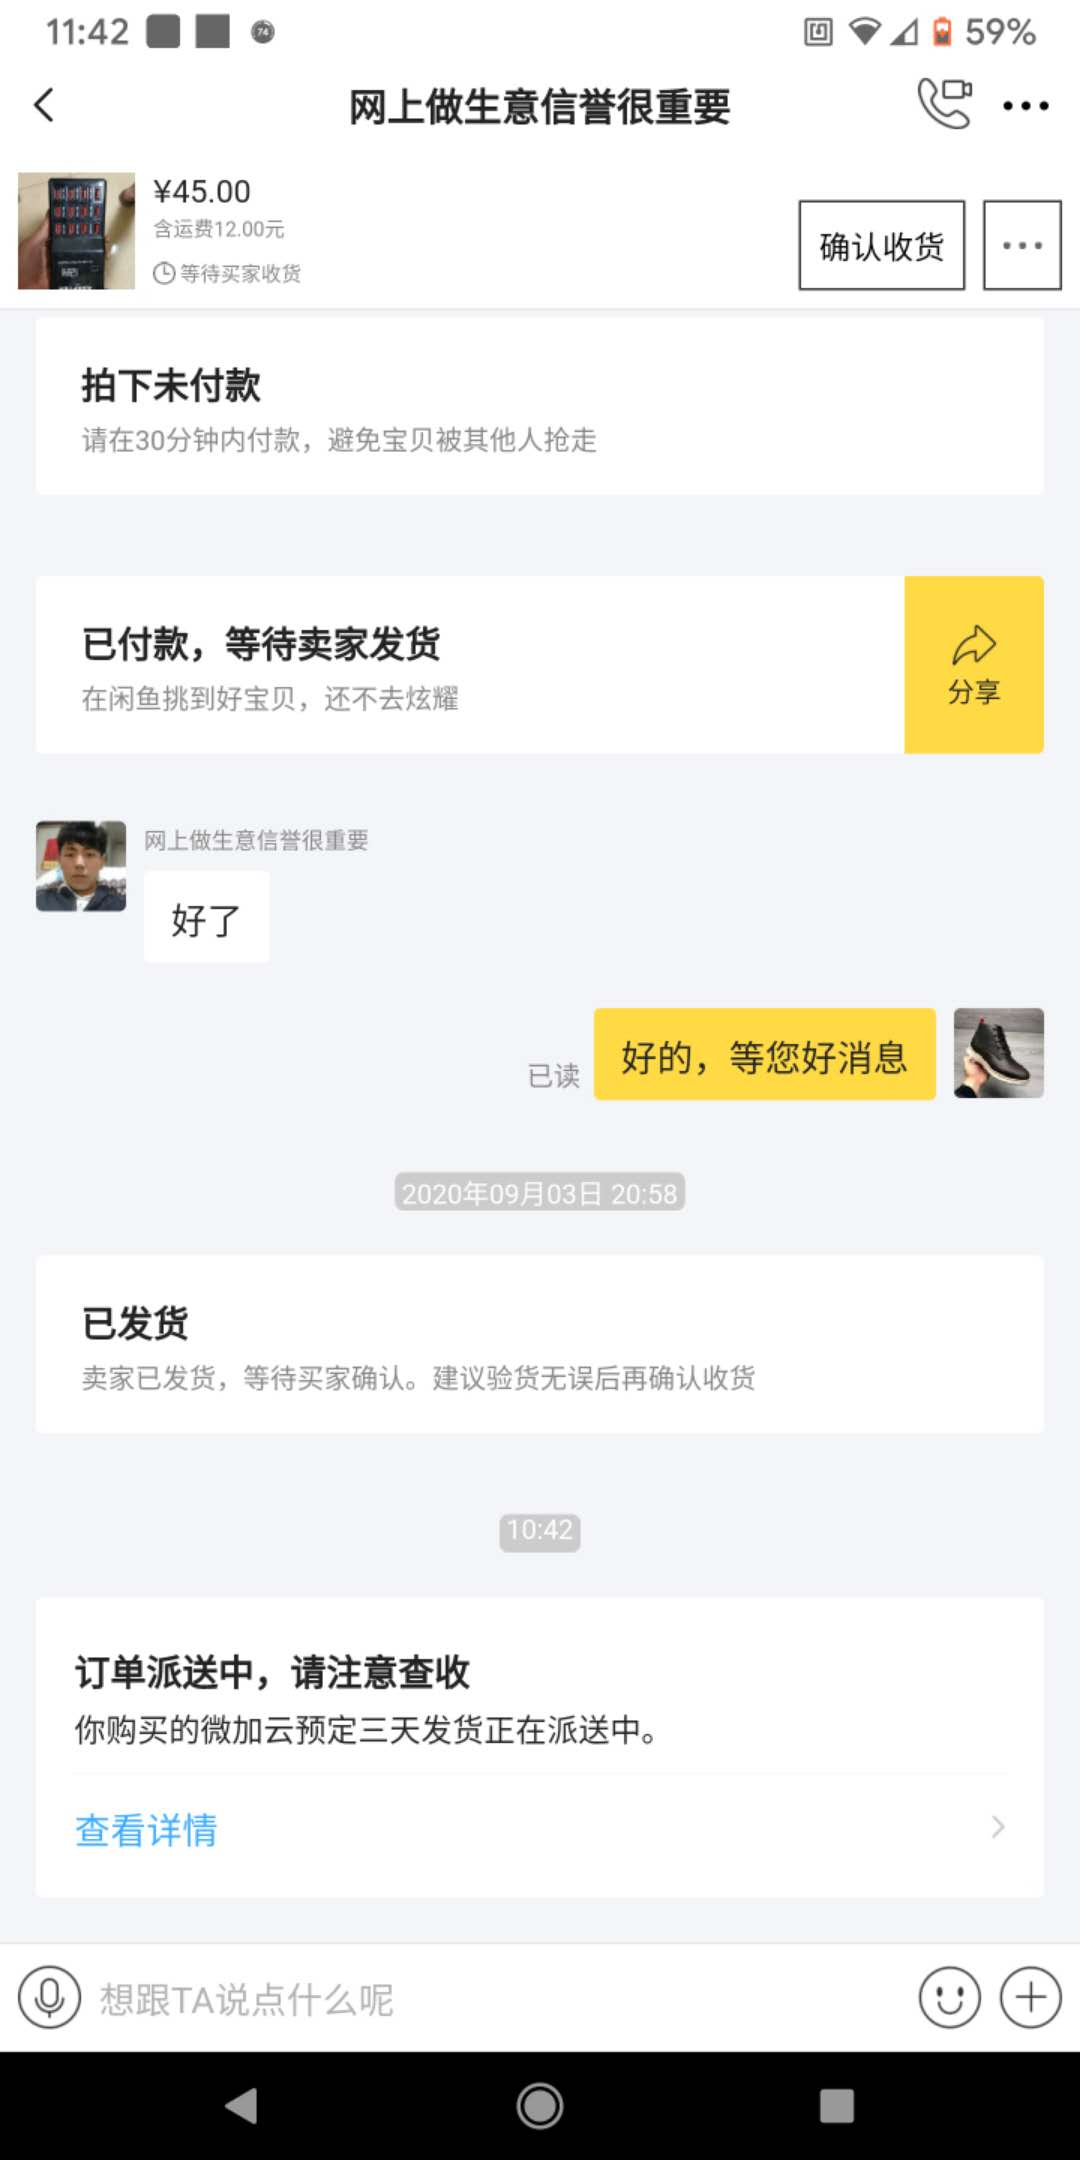 11:42
74
59%
网上做生意信誉很重要
¥45.00
含运费12.00元
等待买家收货
确认收货
拍下未付款
请在30分钟内付款，避免宝贝被其他人抢走
已付款，等待卖家发货
在闲鱼挑到好宝贝，还不去炫耀
分享
网上做生意信誉很重要
好了
已读
好的，等您好消息
2020年09月03日 20:58
已发货
卖家已发货，等待买家确认。建议验货无误后再确认收货
10:42
订单派送中，请注意查收
你购买的微加云预定三天发货正在派送中。
查看详情
想跟TA说点什么呢